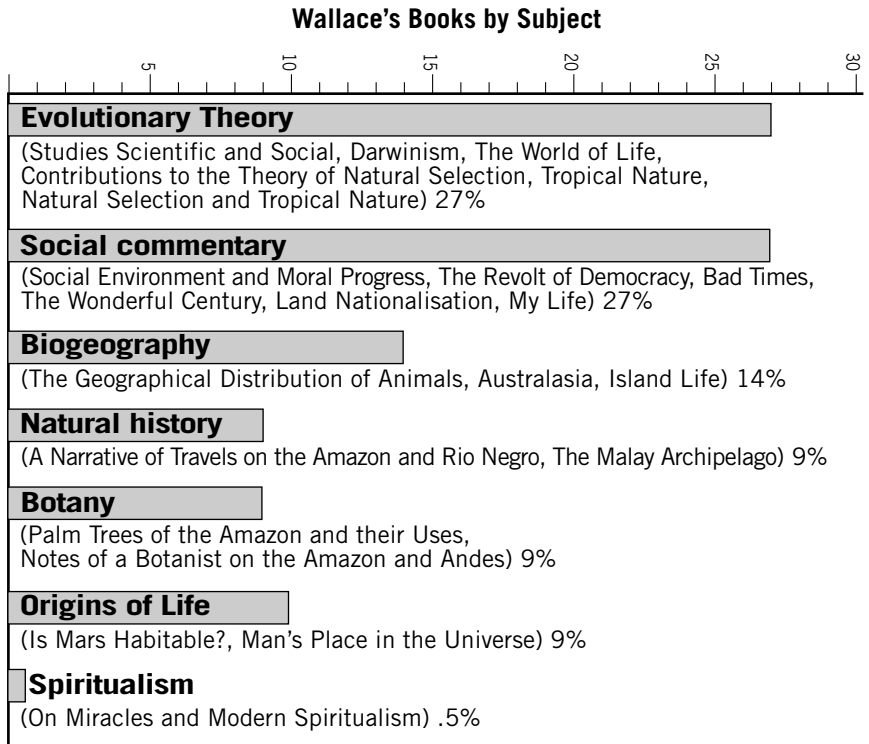 Wallace’s Books by Subject
5 10 15 20 25 30
Evolutionary Theory
(Studies Scientific and Social, Darwinism, The World of Life,
Contributions to the Theory of Natural Selection, Tropical Nature,
Natural Selection and Tropical Nature) 27%
Social commentary
(Social Environment and Moral Progress, The Revolt of Democracy, Bad Times,
The Wonderful Century, Land Nationalisation, My Life) 27%
Biogeography
(The Geographical Distribution of Animals, Australasia, Island Life) 14%
Natural history
(A Narrative of Travels on the Amazon and Rio Negro, The Malay Archipelago) 9%
Botany
(Palm Trees of the Amazon and their Uses,
Notes of a Botanist on the Amazon and Andes) 9%
Origins of Life
(Is Mars Habitable?, Man’s Place in the Universe) 9%
Spiritualism
(On Miracles and Modern Spiritualism) .5%